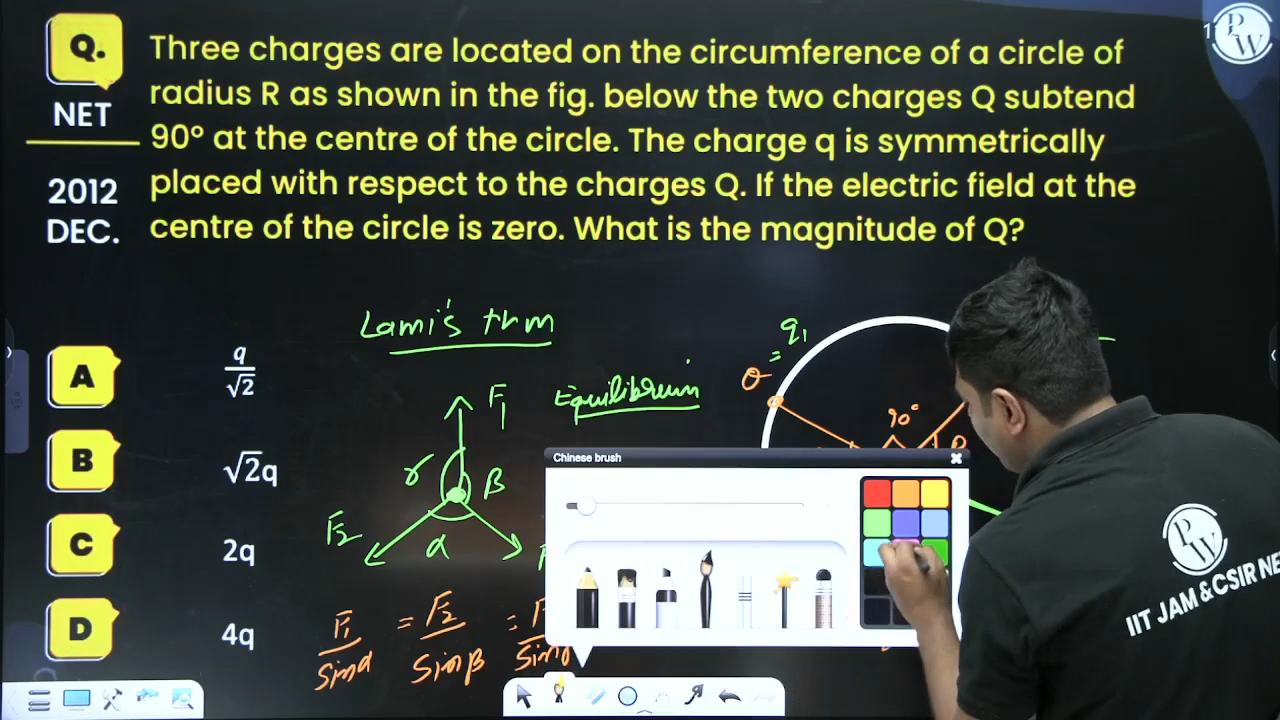 Q.
NET
2012
DEC.
Three charges are located on the circumference of a circle of
radius R as shown in the fig. below the two charges Q subtend
90° at the centre of the circle. The charge q is symmetrically
placed with respect to the charges Q. If the electric field at the
centre of the circle is zero. What is the magnitude of Q?
PW
A q/√2
B √2q
C 2q
D 4q
Lami's thm
Equilibrium
F1
γ β
F2
α
F1/sinα = F2/sinβ =
Q = q1
90°
Chinese brush
PW
IIT JAM & CSIR NE